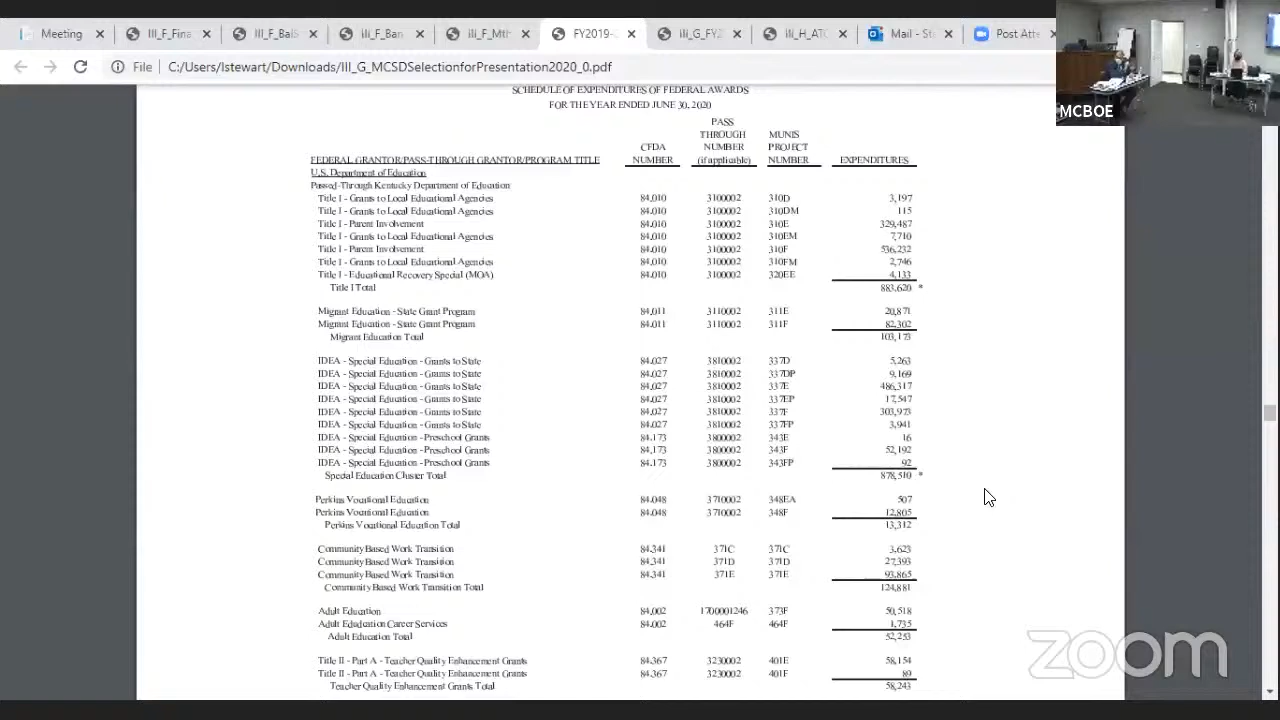 Meeting
III_F_Fina
III_F_BalS
iII_F_Ban
iII_F_Mth
FY2019-2
iII_G_FY2
iII_H_ATC
Mail - St
Post Atte
File C:/Users/lstewart/Downloads/III_G_MCSDSelectionforPresentation2020_0.pdf
MCBOE
SCHEDULE OF EXPENDITURES OF FEDERAL AWARDS
FOR THE YEAR ENDED JUNE 30, 2020
PASS
THROUGH MUNIS
CFDA NUMBER PROJECT
FEDERAL GRANTOR/PASS-THROUGH GRANTOR/PROGRAM TITLE NUMBER (if applicable) NUMBER EXPENDITURES
U.S. Department of Education
Passed-Through Kentucky Department of Education
Title I - Grants to Local Educational Agencies 84.010 3100002 310D 3,197
Title I - Grants to Local Educational Agencies 84.010 3100002 310DM 115
Title I - Parent Involvement 84.010 3100002 310E 329,487
Title I - Grants to Local Educational Agencies 84.010 3100002 310EM 7,710
Title I - Parent Involvement 84.010 3100002 310F 536,232
Title I - Grants to Local Educational Agencies 84.010 3100002 310FM 2,746
Title I - Educational Recovery Special (MOA) 84.010 3100002 320EE 4,133
Title I Total 883,620 *
Migrant Education - State Grant Program 84.011 3110002 311E 20,871
Migrant Education - State Grant Program 84.011 3110002 311F 82,302
Migrant Education Total 103,173
IDEA - Special Education - Grants to State 84.027 3810002 337D 5,263
IDEA - Special Education - Grants to State 84.027 3810002 337DP 9,169
IDEA - Special Education - Grants to State 84.027 3810002 337E 486,317
IDEA - Special Education - Grants to State 84.027 3810002 337EP 17,547
IDEA - Special Education - Grants to State 84.027 3810002 337F 303,973
IDEA - Special Education - Grants to State 84.027 3810002 337FP 3,941
IDEA - Special Education - Preschool Grants 84.173 3800002 343E 16
IDEA - Special Education - Preschool Grants 84.173 3800002 343F 52,192
IDEA - Special Education - Preschool Grants 84.173 3800002 343FP 92
Special Education Cluster Total 878,510 *
Perkins Vocational Education 84.048 3710002 348EA 507
Perkins Vocational Education 84.048 3710002 348F 12,805
Perkins Vocational Education Total 13,312
Community Based Work Transition 84.341 371C 371C 3,623
Community Based Work Transition 84.341 371D 371D 27,393
Community Based Work Transition 84.341 371E 371E 93,865
Community Based Work Transition Total 124,881
Adult Education 84.002 1700001246 373F 50,518
Adult Edudcation Career Services 84.002 464F 464F 1,735
Adult Education Total 52,253
Title II - Part A - Teacher Quality Enhancement Grants 84.367 3230002 401E 58,154
Title II - Part A - Teacher Quality Enhancement Grants 84.367 3230002 401F 89
Teacher Quality Enhancement Grants Total 58,243
zoom